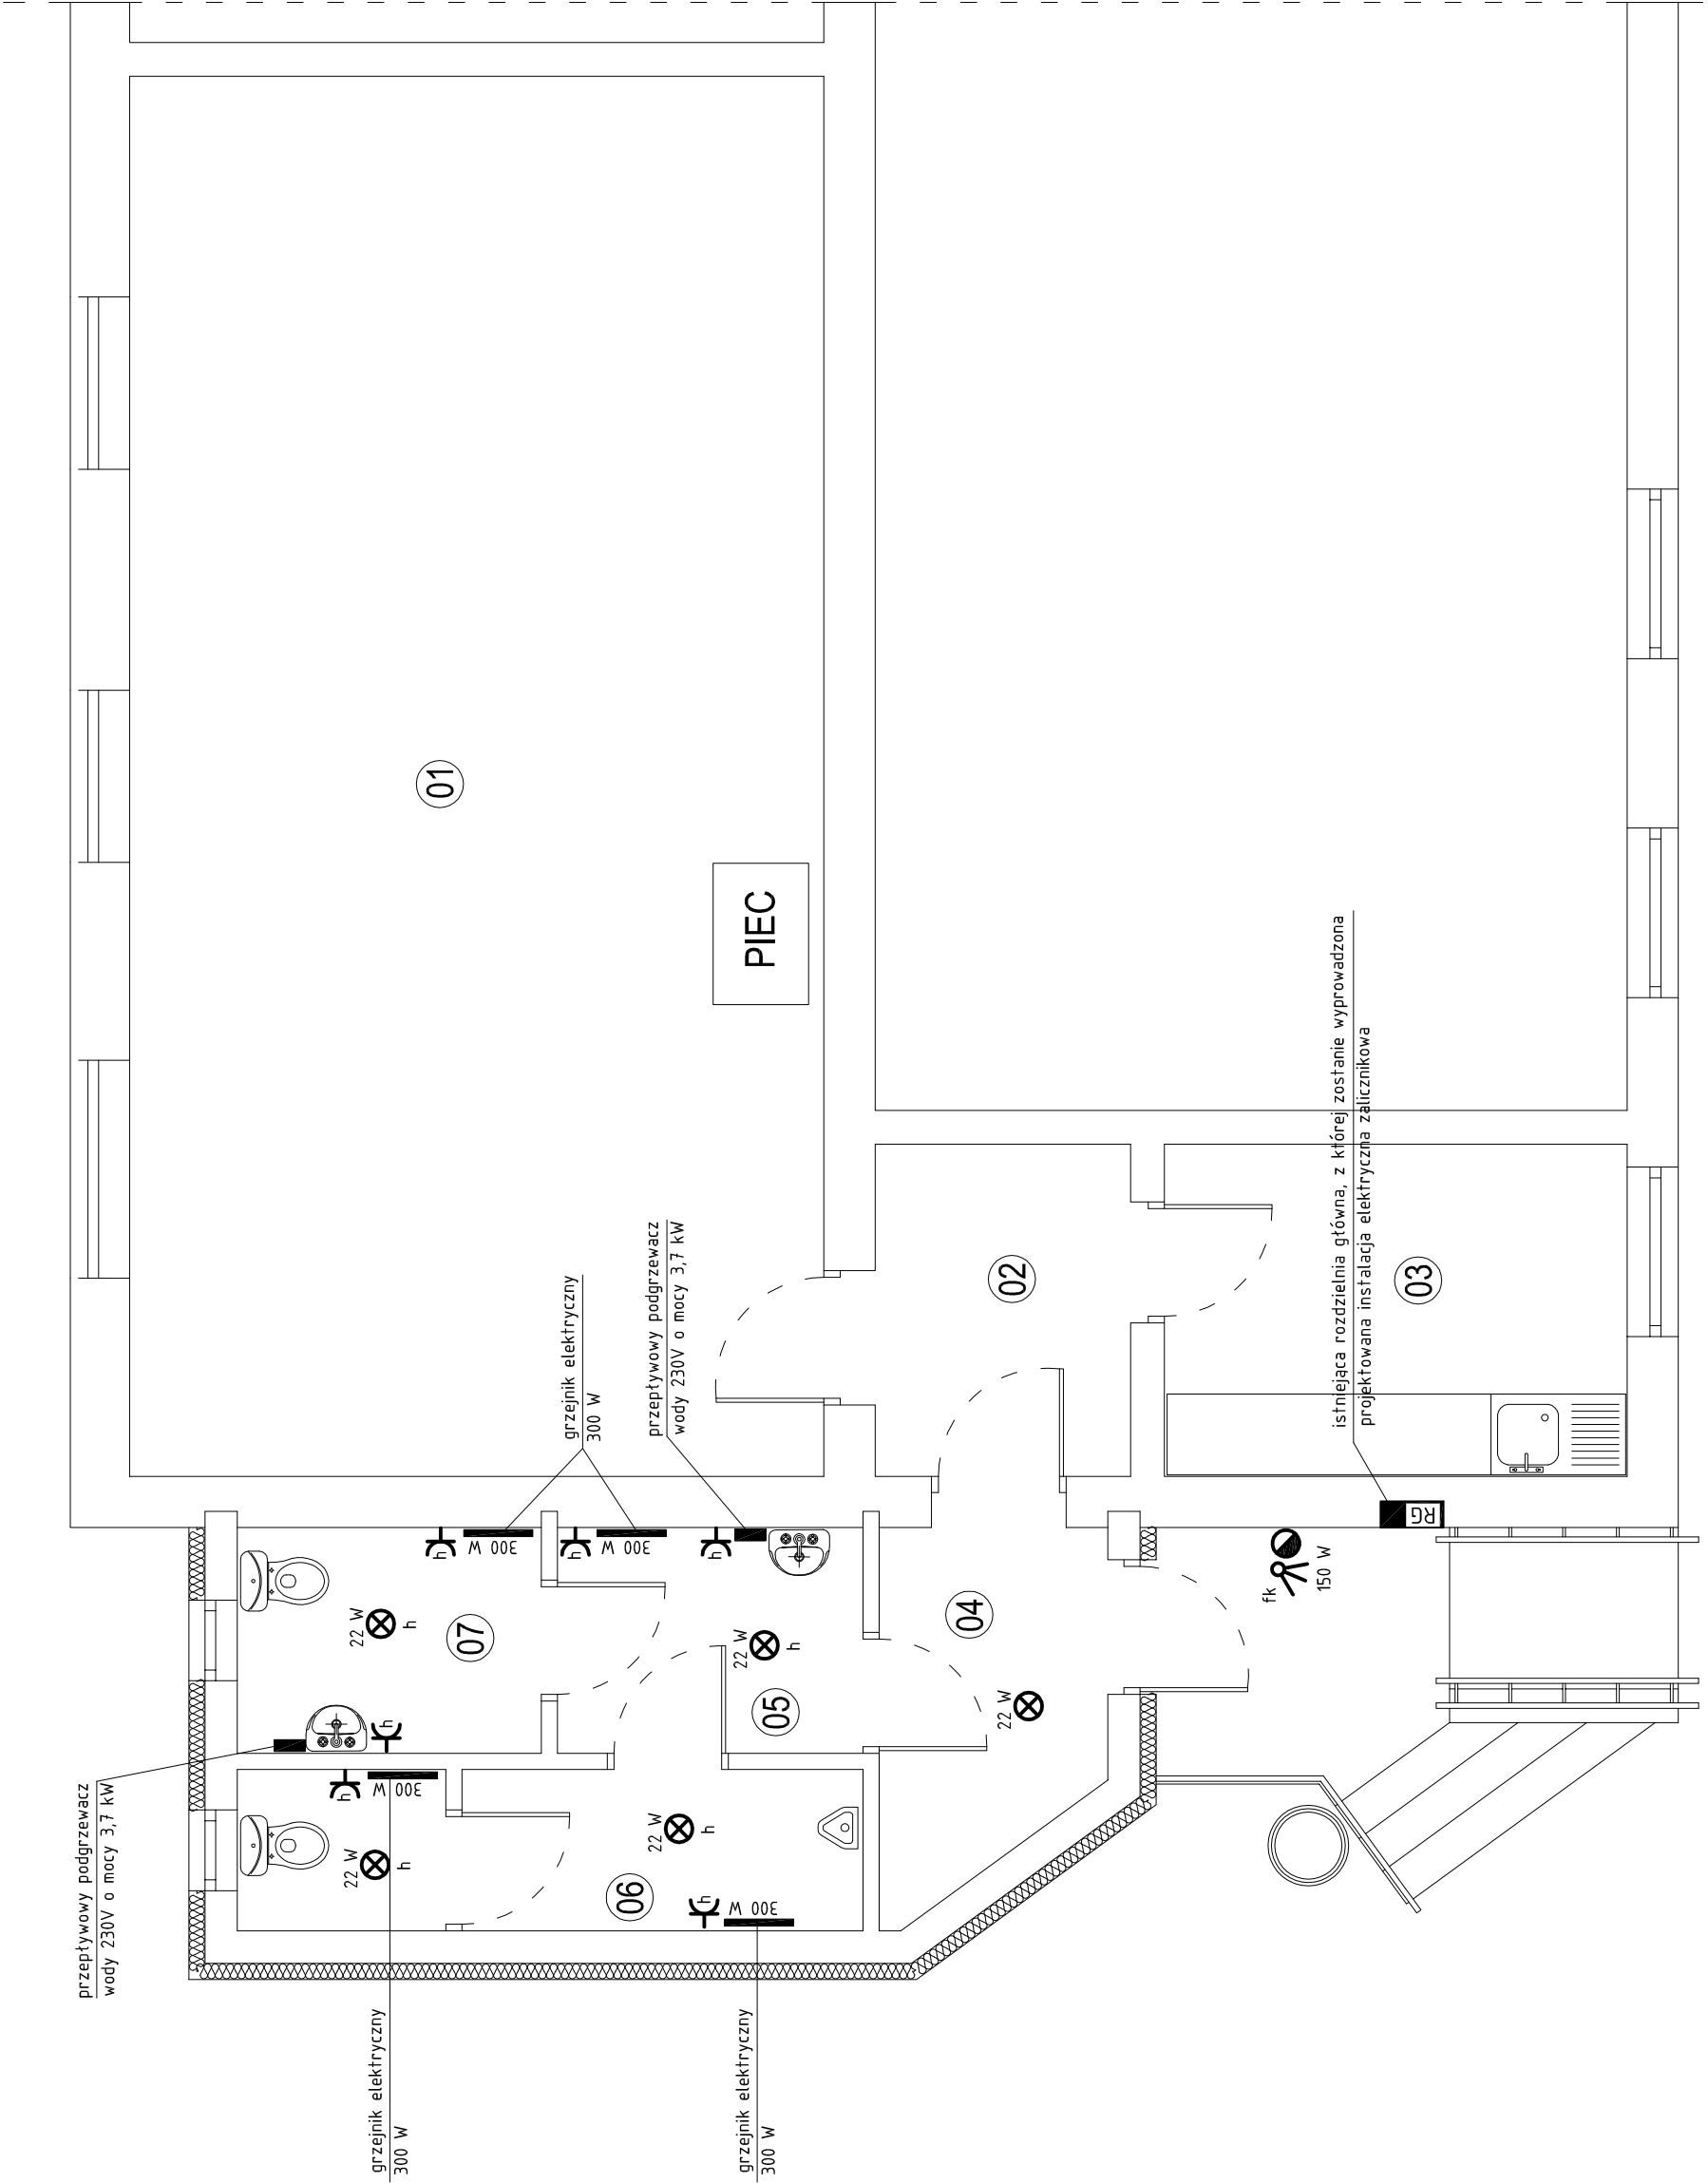 01
PIEC
istniejąca rozdzielnia główna, z której zostanie wyprowadzona
projektowana instalacja elektryczna zalicznikowa
02
03
grzejnik elektryczny
300 W
przepływowy podgrzewacz
wody 230V o mocy 3,7 kW
RG
h
300 W
h
300 W
h
fk
150 W
22 W
h
07
22 W
h
04
05
22 W
h
przepływowy podgrzewacz
wody 230V o mocy 3,7 kW
h
300 W
22 W
h
22 W
h
06
h
300 W
grzejnik elektryczny
300 W
grzejnik elektryczny
300 W